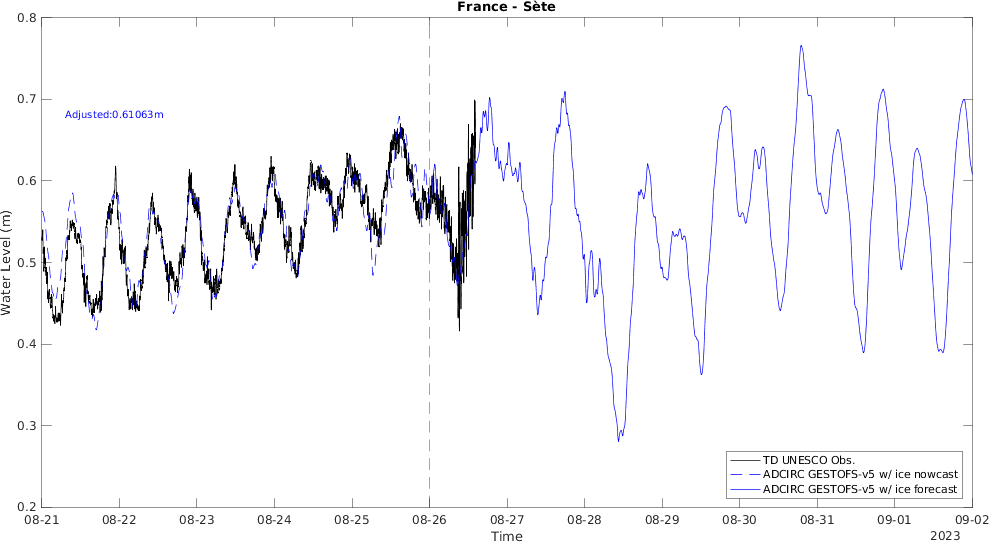 France - Sète
0.8
0.7
0.6
0.5
0.4
0.3
0.2
Water Level (m)
Adjusted:0.61063m
TD UNESCO Obs.
ADCIRC GESTOFS-v5 w/ ice nowcast
ADCIRC GESTOFS-v5 w/ ice forecast
08-21 08-22 08-23 08-24 08-25 08-26 08-27 08-28 08-29 08-30 08-31 09-01 09-02
Time
2023